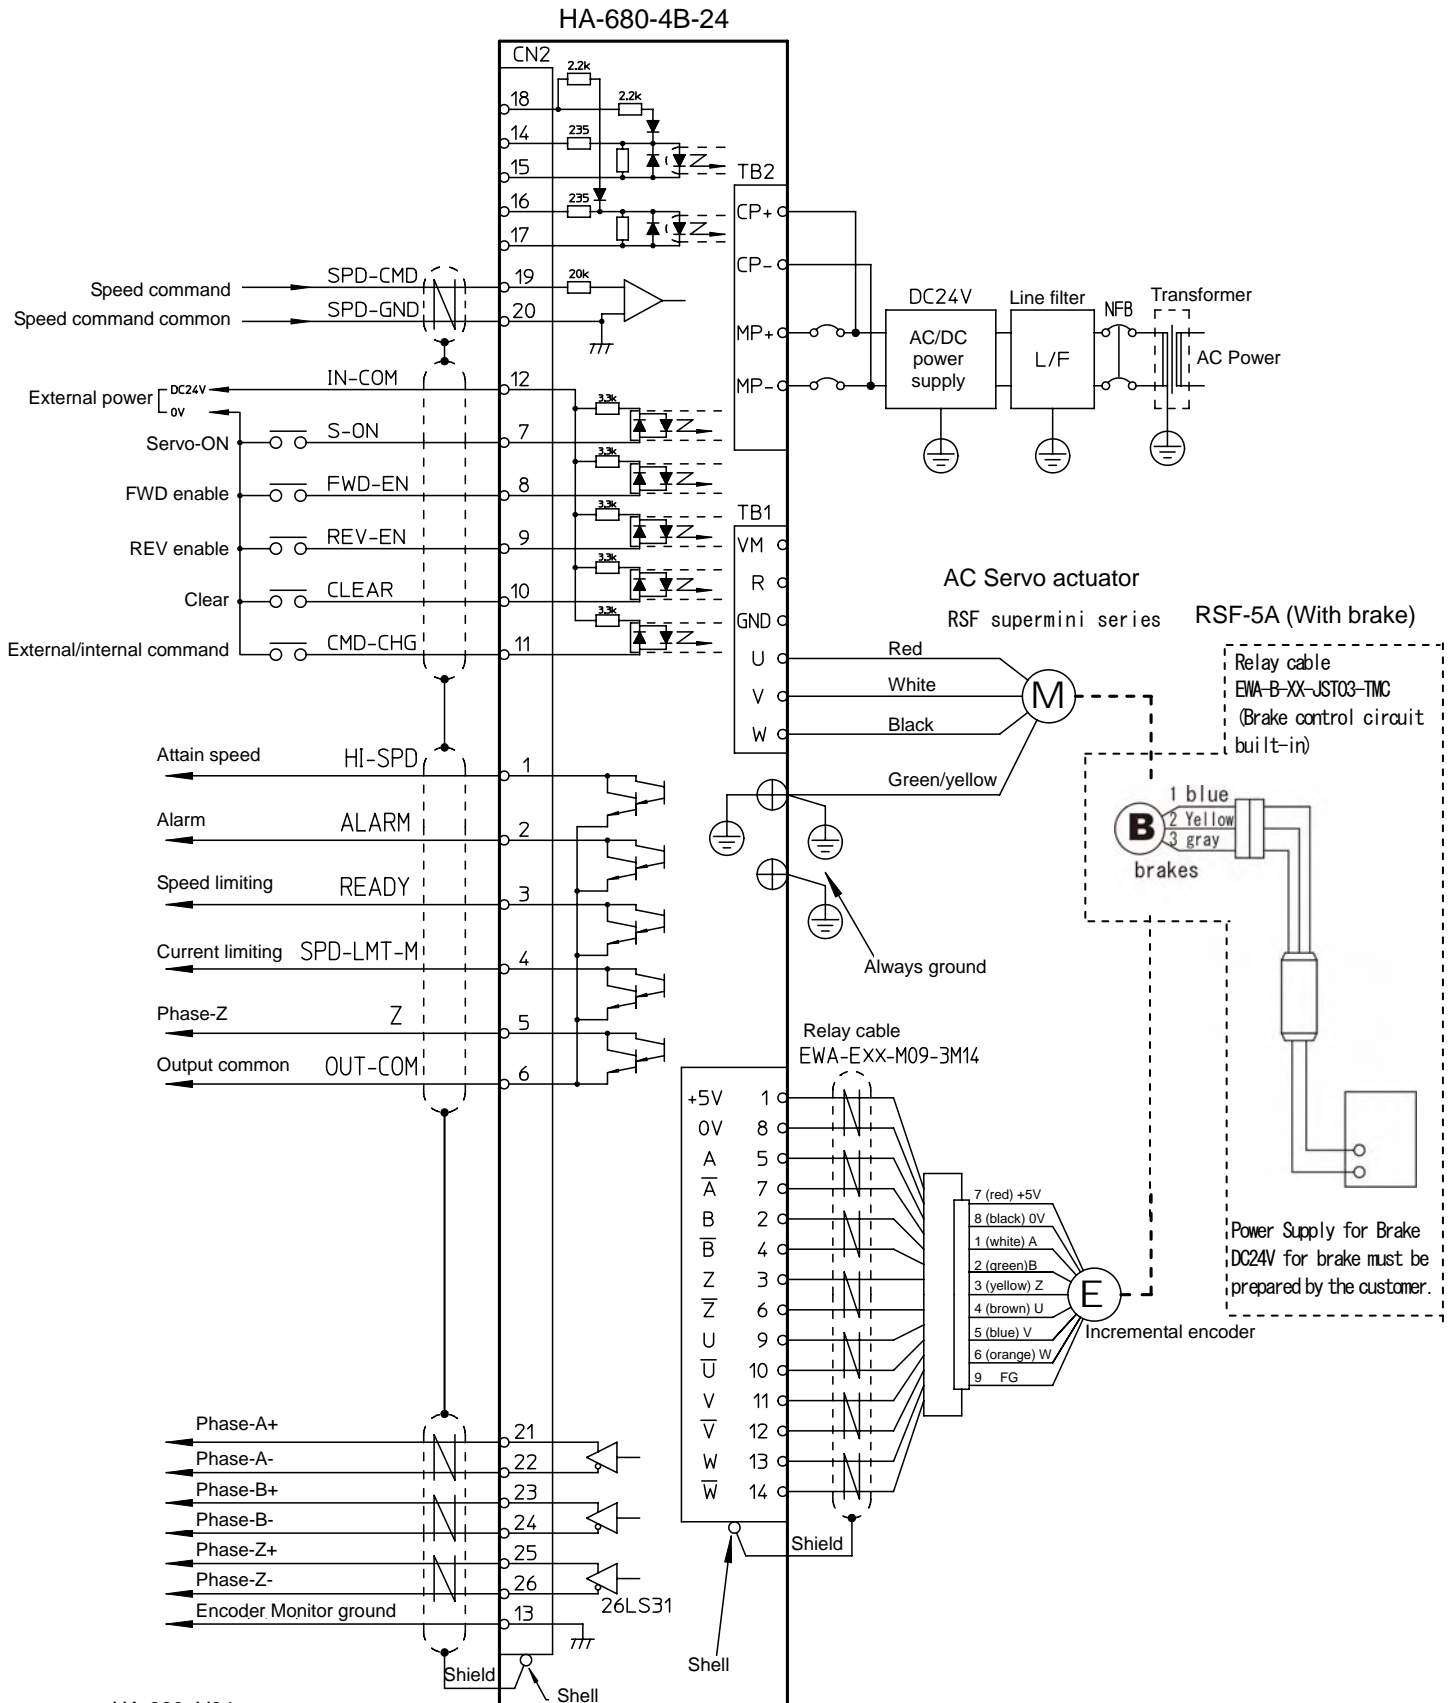 HA-680-4B-24
CN2
2.2k
18
2.2k
14
235
15
TB2
16
235
CP+
17
CP-
Speed command
SPD-CMD
19
20k
DC24V
Line filter
NFB
Transformer
Speed command common
SPD-GND
20
MP+
AC/DC
power
supply
L/F
AC Power
MP-
External power
DC24V
0V
IN-COM
12
3.3k
Servo-ON
S-ON
7
3.3k
FWD enable
FWD-EN
8
3.3k
TB1
REV enable
REV-EN
9
VM
3.3k
R
AC Servo actuator
Clear
CLEAR
10
3.3k
GND
RSF supermini series
RSF-5A (With brake)
External/internal command
CMD-CHG
11
U
Red
Relay cable
EWA-B-XX-JST03-TMC
(Brake control circuit
built-in)
V
White
M
W
Black
Attain speed
HI-SPD
1
Green/yellow
1 blue
2 Yellow
3 gray
B
brakes
Alarm
ALARM
2
Speed limiting
READY
3
Current limiting
SPD-LMT-M
4
Always ground
Phase-Z
Z
5
Relay cable
EWA-EXX-M09-3M14
Output common
OUT-COM
6
+5V 1
0V 8
A 5
A̅ 7
B 2
B̅ 4
Z 3
Z̅ 6
U 9
U̅ 10
V 11
V̅ 12
W 13
W̅ 14
7 (red) +5V
8 (black) 0V
1 (white) A
2 (green)B
3 (yellow) Z
4 (brown) U
5 (blue) V
6 (orange) W
9 FG
E
Incremental encoder
Power Supply for Brake
DC24V for brake must be
prepared by the customer.
Phase-A+
21
Phase-A-
22
Phase-B+
23
Phase-B-
24
Phase-Z+
25
Phase-Z-
26
26LS31
Encoder Monitor ground
13
Shield
Shell
Shield
Shell